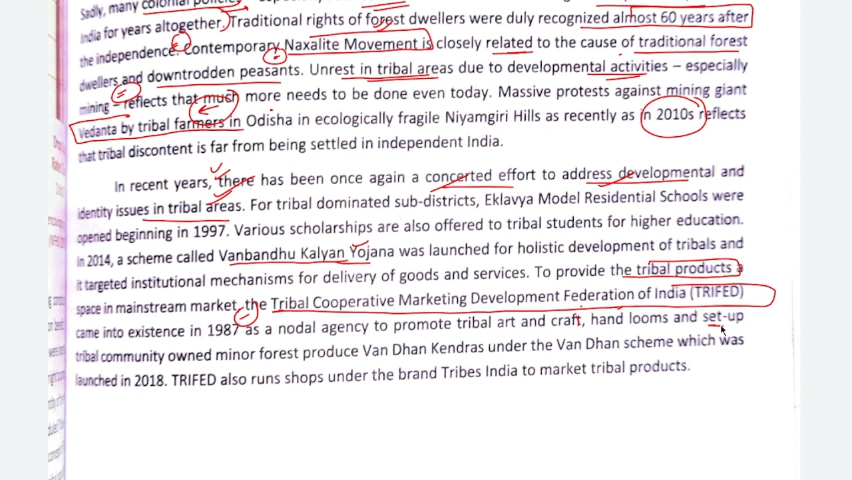 Sadly, many colonial policies
India for years altogether. Traditional rights of forest dwellers were duly recognized almost 60 years after
the independence. Contemporary Naxalite Movement is closely related to the cause of traditional forest
dwellers and downtrodden peasants. Unrest in tribal areas due to developmental activities – especially
mining – reflects that much more needs to be done even today. Massive protests against mining giant
Vedanta by tribal farmers in Odisha in ecologically fragile Niyamgiri Hills as recently as in 2010s reflects
that tribal discontent is far from being settled in independent India.
In recent years, there has been once again a concerted effort to address developmental and
identity issues in tribal areas. For tribal dominated sub-districts, Eklavya Model Residential Schools were
opened beginning in 1997. Various scholarships are also offered to tribal students for higher education.
In 2014, a scheme called Vanbandhu Kalyan Yojana was launched for holistic development of tribals and
it targeted institutional mechanisms for delivery of goods and services. To provide the tribal products a
space in mainstream market, the Tribal Cooperative Marketing Development Federation of India (TRIFED)
came into existence in 1987 as a nodal agency to promote tribal art and craft, hand looms and set-up
tribal community owned minor forest produce Van Dhan Kendras under the Van Dhan scheme which was
launched in 2018. TRIFED also runs shops under the brand Tribes India to market tribal products.